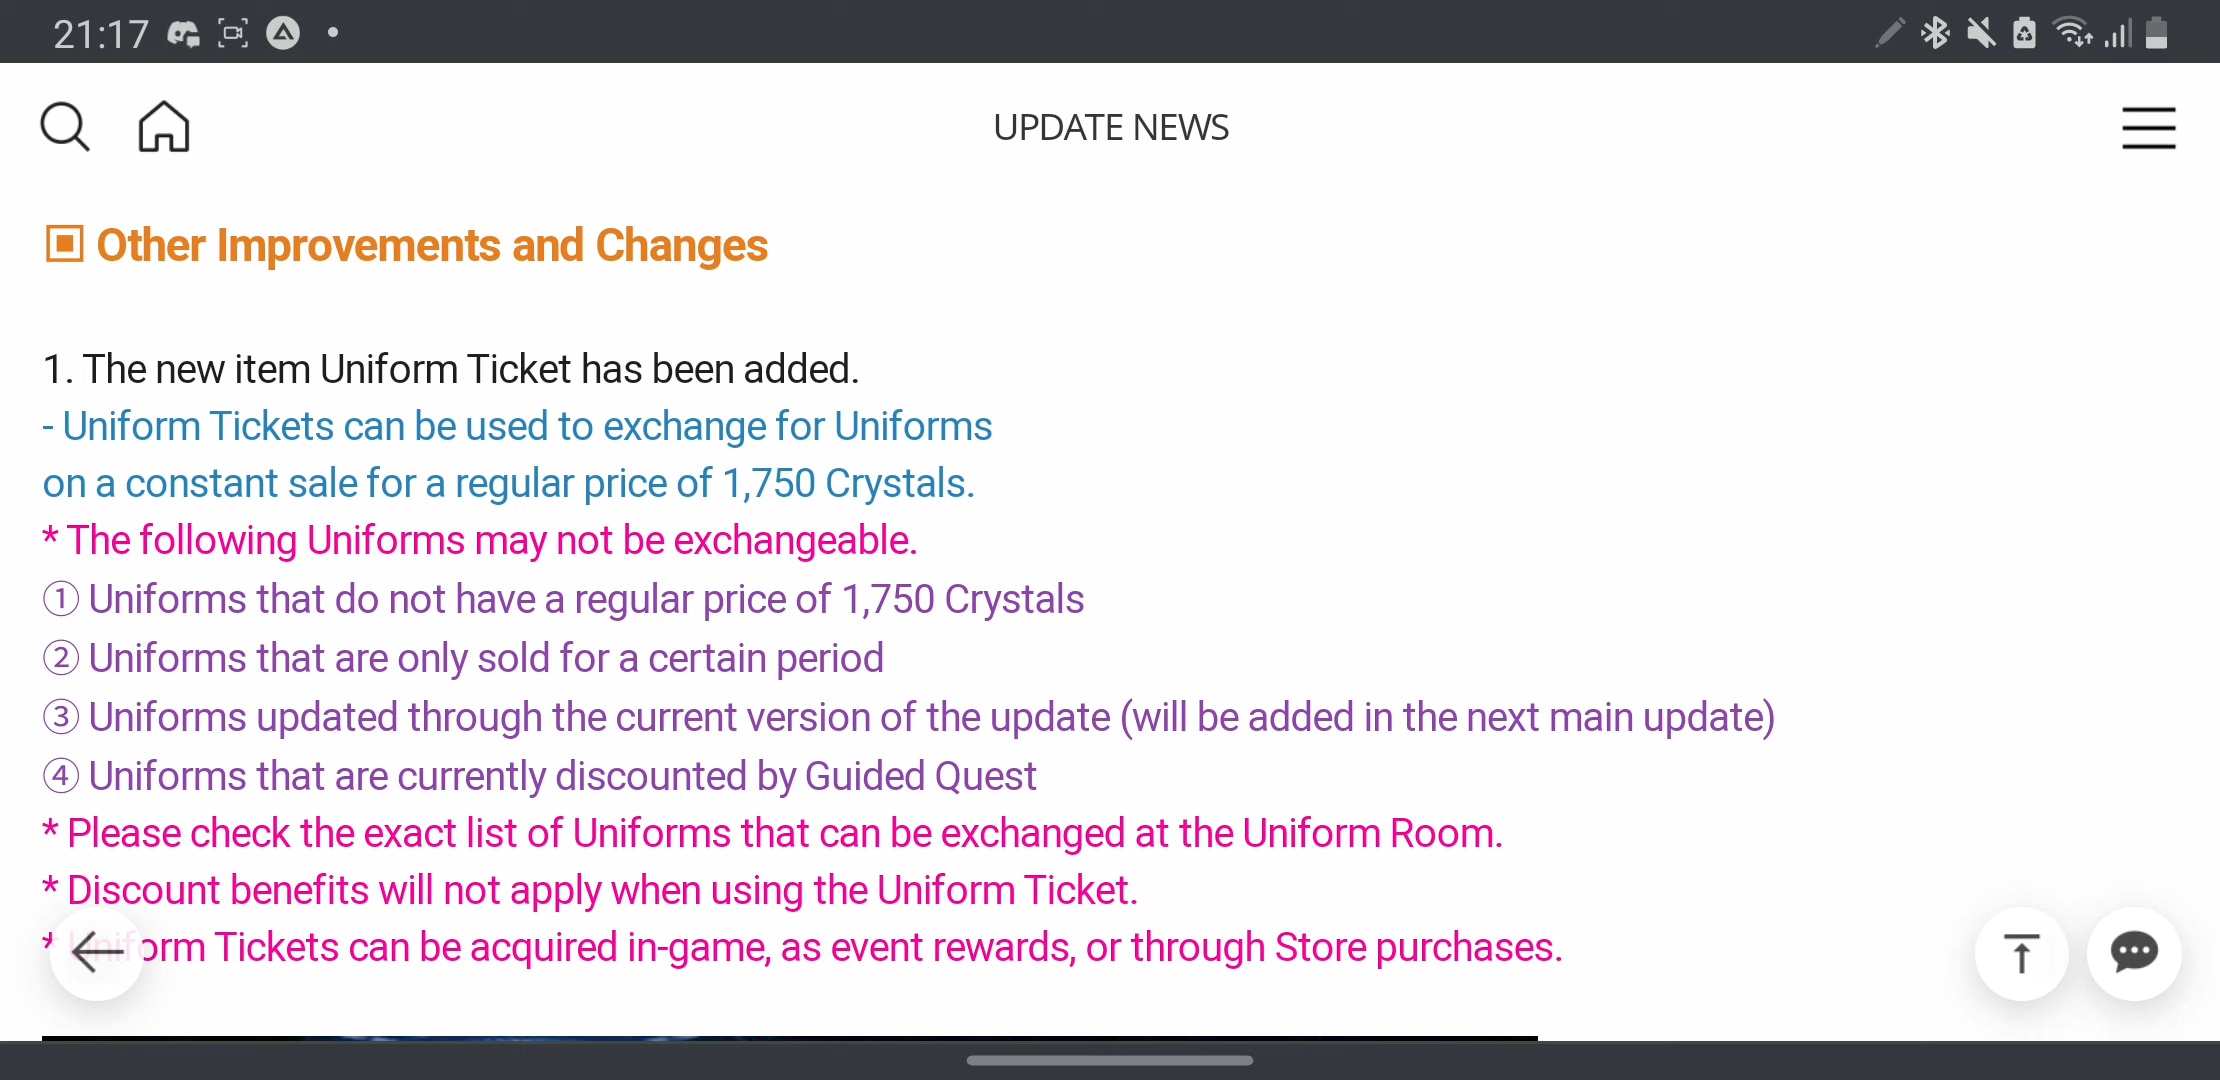 21:17
UPDATE NEWS
Other Improvements and Changes
1. The new item Uniform Ticket has been added.
- Uniform Tickets can be used to exchange for Uniforms
on a constant sale for a regular price of 1,750 Crystals.
* The following Uniforms may not be exchangeable.
① Uniforms that do not have a regular price of 1,750 Crystals
② Uniforms that are only sold for a certain period
③ Uniforms updated through the current version of the update (will be added in the next main update)
④ Uniforms that are currently discounted by Guided Quest
* Please check the exact list of Uniforms that can be exchanged at the Uniform Room.
* Discount benefits will not apply when using the Uniform Ticket.
* Uniform Tickets can be acquired in-game, as event rewards, or through Store purchases.